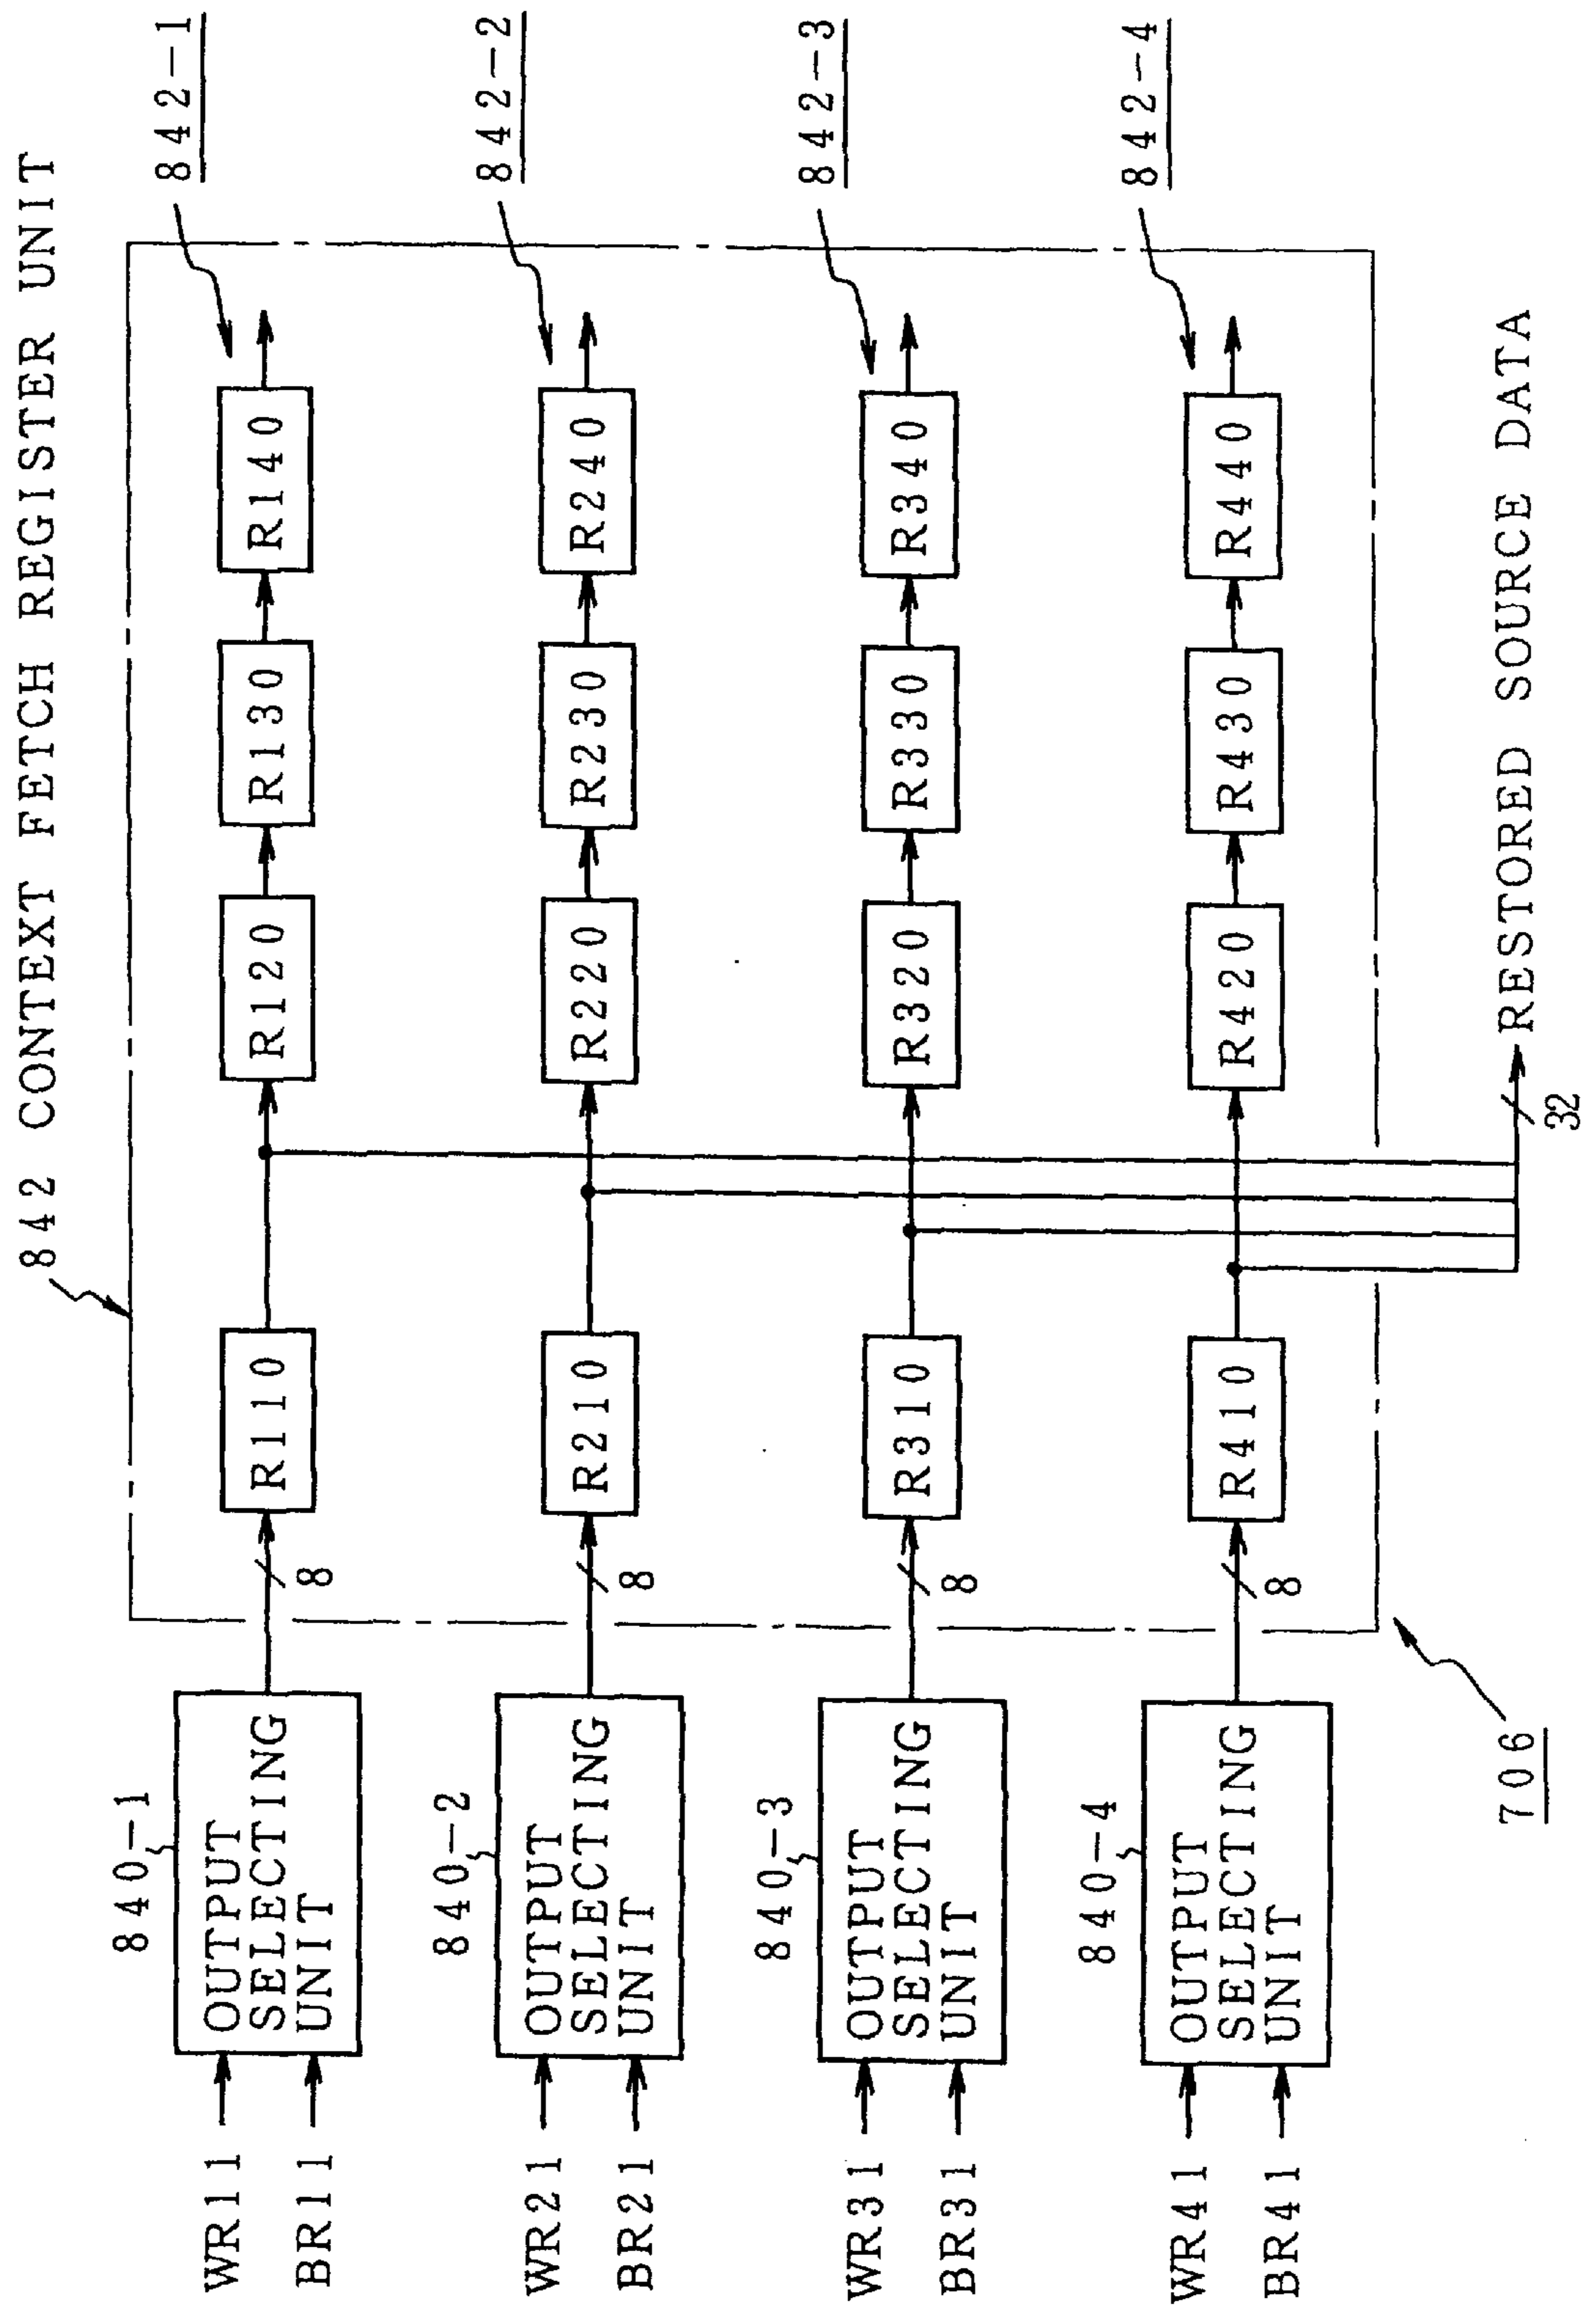 842 CONTEXT FETCH REGISTER UNIT
840-1
WR11
BR11
OUTPUT
SELECTING
UNIT
8
R110
R120
R130
R140
842-1
840-2
WR21
BR21
OUTPUT
SELECTING
UNIT
8
R210
R220
R230
R240
842-2
840-3
WR31
BR31
OUTPUT
SELECTING
UNIT
8
R310
R320
R330
R340
842-3
840-4
WR41
BR41
OUTPUT
SELECTING
UNIT
8
R410
R420
R430
R440
842-4
706
32
RESTORED SOURCE DATA